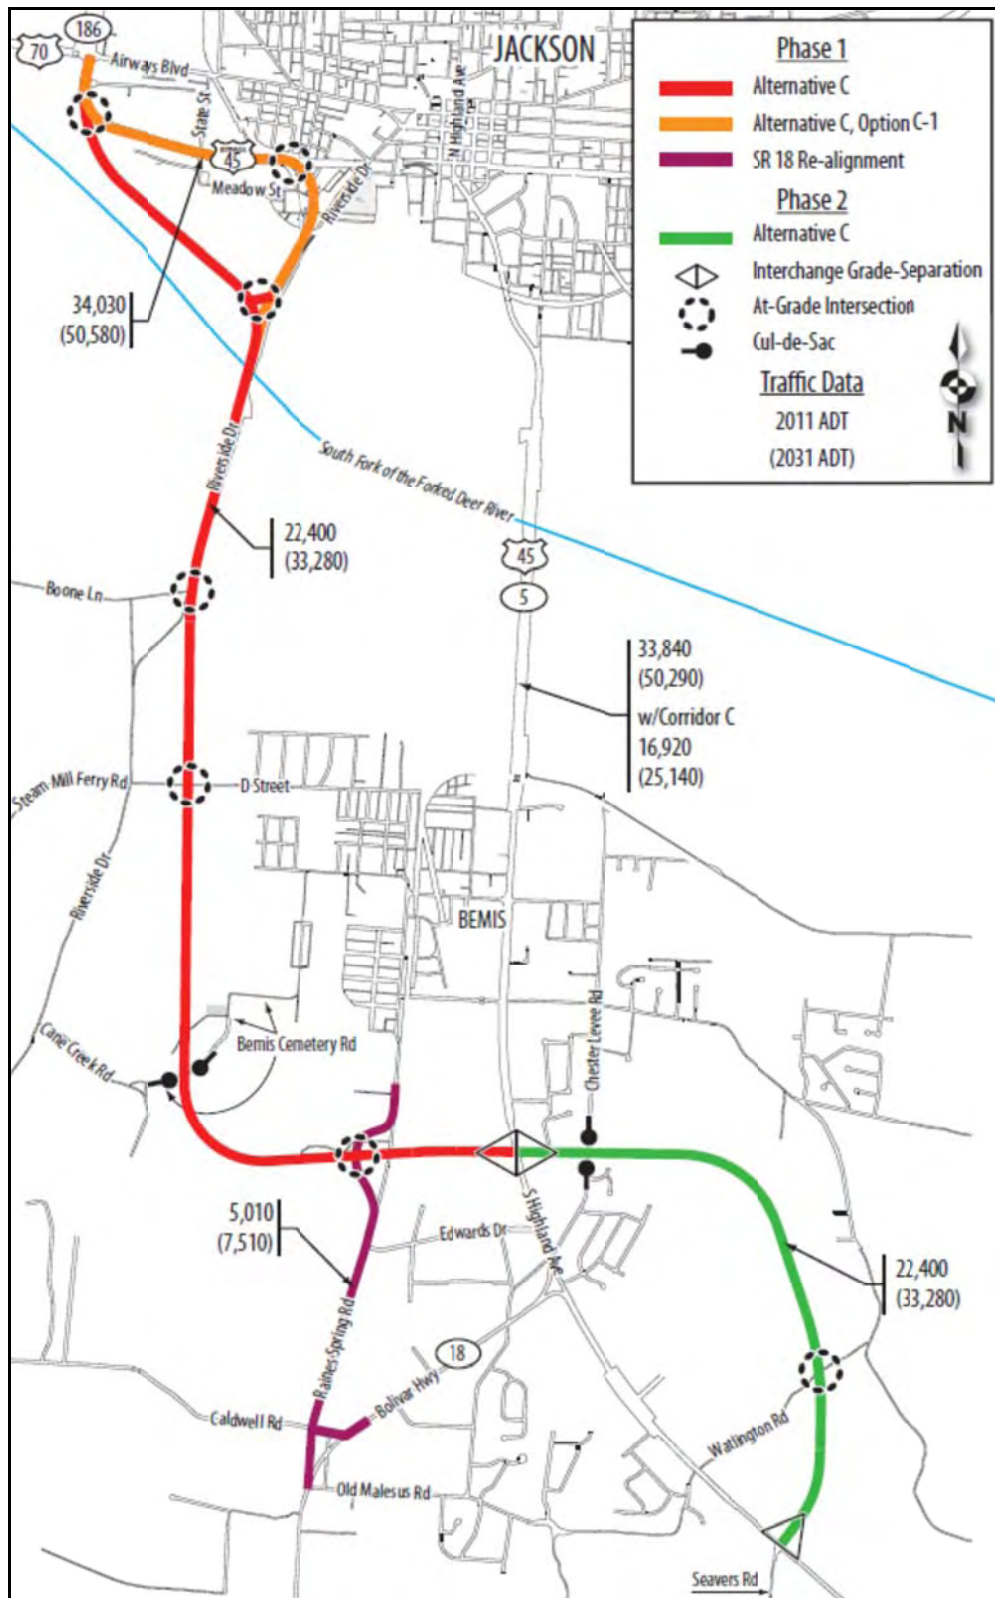 186
70
Airways Blvd
State St
BUSINESS
45
Meadow St
Riverside Dr
N Highland Ave
JACKSON
Phase 1
Alternative C
Alternative C, Option C-1
SR 18 Re-alignment
Phase 2
Alternative C
Interchange Grade-Separation
At-Grade Intersection
Cul-de-Sac
Traffic Data
2011 ADT
(2031 ADT)
N
34,030
(50,580)
Riverside Dr
South Fork of the Forked Deer River
22,400
(33,280)
45
5
Boone Ln
33,840
(50,290)
w/Corridor C
16,920
(25,140)
Steam Mill Ferry Rd
D Street
Riverside Dr
BEMIS
Chester Levee Rd
Cane Creek Rd
Bemis Cemetery Rd
5,010
(7,510)
Edwards Dr
S Highland Ave
22,400
(33,280)
Raines Spring Rd
18
Bolivar Hwy
Caldwell Rd
Watlington Rd
Old Malesus Rd
Seavers Rd